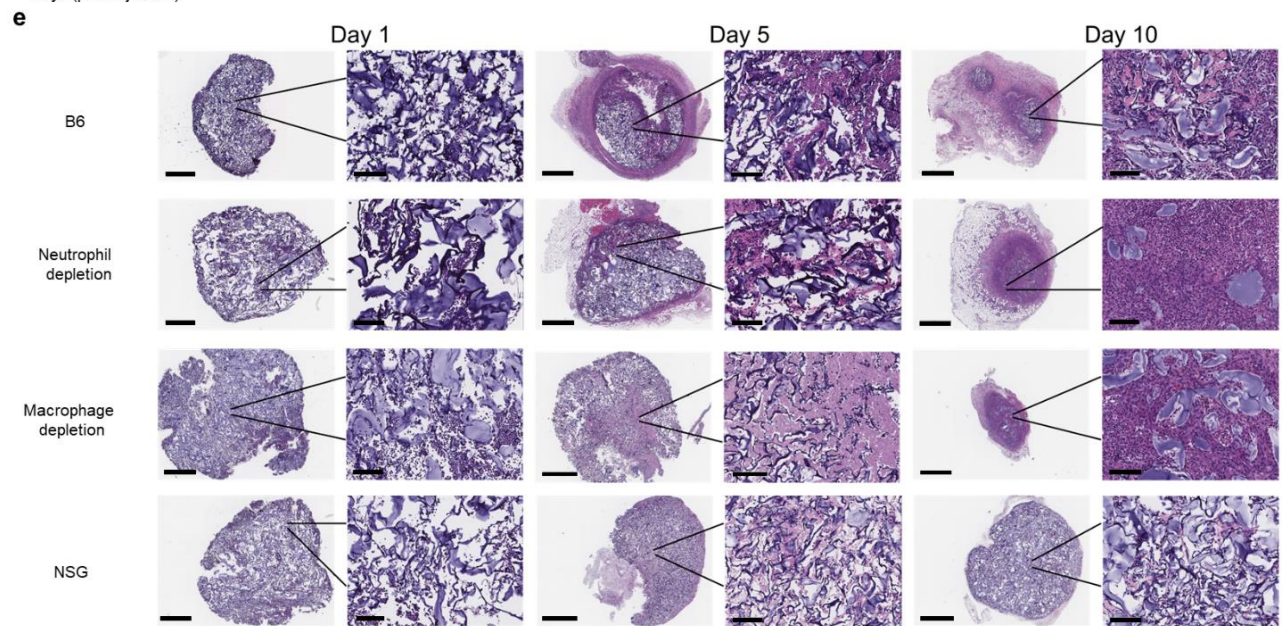 e
Day 1
Day 5
Day 10
B6
Neutrophil
depletion
Macrophage
depletion
NSG